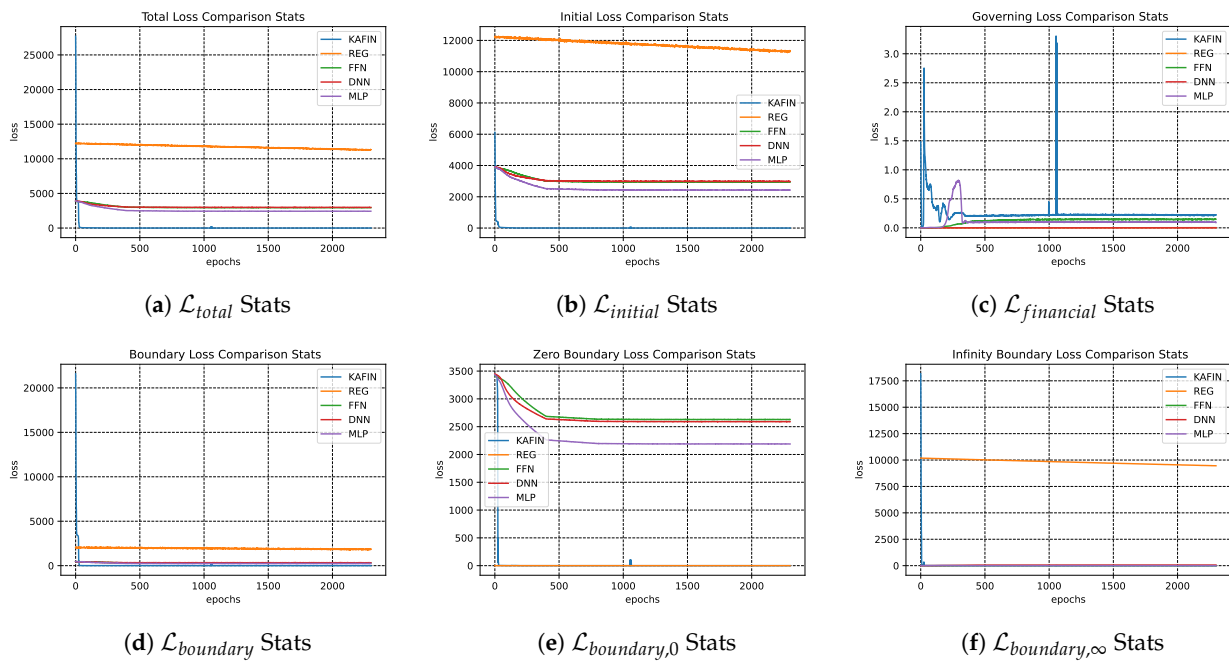 Total Loss Comparison Stats
25000
20000
15000
10000
5000
0
loss
0
500
1000
1500
2000
epochs
KAFIN
REG
FFN
DNN
MLP
(a) ℒtotal Stats
Initial Loss Comparison Stats
12000
10000
8000
6000
4000
2000
0
loss
0
500
1000
1500
2000
epochs
KAFIN
REG
FFN
DNN
MLP
(b) ℒinitial Stats
Governing Loss Comparison Stats
3.0
2.5
2.0
1.5
1.0
0.5
0.0
loss
0
500
1000
1500
2000
epochs
KAFIN
REG
FFN
DNN
MLP
(c) ℒfinancial Stats
Boundary Loss Comparison Stats
20000
15000
10000
5000
0
loss
0
500
1000
1500
2000
epochs
KAFIN
REG
FFN
DNN
MLP
(d) ℒboundary Stats
Zero Boundary Loss Comparison Stats
3500
3000
2500
2000
1500
1000
500
0
loss
0
500
1000
1500
2000
epochs
KAFIN
REG
FFN
DNN
MLP
(e) ℒboundary,0 Stats
Infinity Boundary Loss Comparison Stats
17500
15000
12500
10000
7500
5000
2500
0
loss
0
500
1000
1500
2000
epochs
KAFIN
REG
FFN
DNN
MLP
(f) ℒboundary,∞ Stats